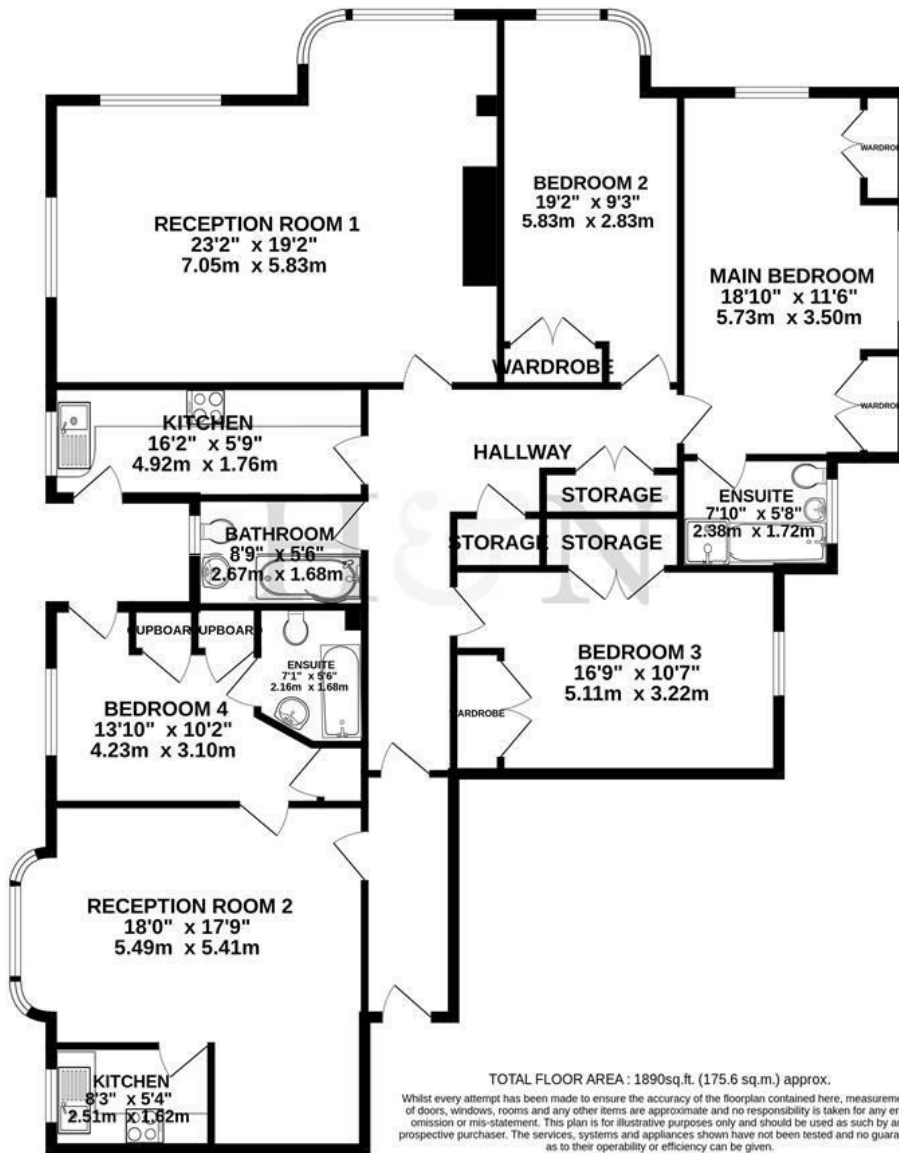 RECEPTION ROOM 1
23'2" x 19'2"
7.05m x 5.83m
BEDROOM 2
19'2" x 9'3"
5.83m x 2.83m
WARDROBE
WARDROB
MAIN BEDROOM
18'10" x 11'6"
5.73m x 3.50m
WARDROB
KITCHEN
16'2" x 5'9"
4.92m x 1.76m
HALLWAY
STORAGE
ENSUITE
7'10" x 5'8"
2.38m x 1.72m
BATHROOM
8'9" x 5'6"
2.67m x 1.68m
STORAGE
STORAGE
H&N
CUPBOARD
CUPBOARD
ENSUITE
7'1" x 5'6"
2.16m x 1.68m
BEDROOM 3
16'9" x 10'7"
5.11m x 3.22m
WARDROBE
BEDROOM 4
13'10" x 10'2"
4.23m x 3.10m
RECEPTION ROOM 2
18'0" x 17'9"
5.49m x 5.41m
KITCHEN
8'3" x 5'4"
2.51m x 1.62m
TOTAL FLOOR AREA : 1890sq.ft. (175.6 sq.m.) approx.
Whilst every attempt has been made to ensure the accuracy of the floorplan contained here, measureme
of doors, windows, rooms and any other items are approximate and no responsibility is taken for any er
omission or mis-statement. This plan is for illustrative purposes only and should be used as such by a
prospective purchaser. The services, systems and appliances shown have not been tested and no guara
as to their operability or efficiency can be given.